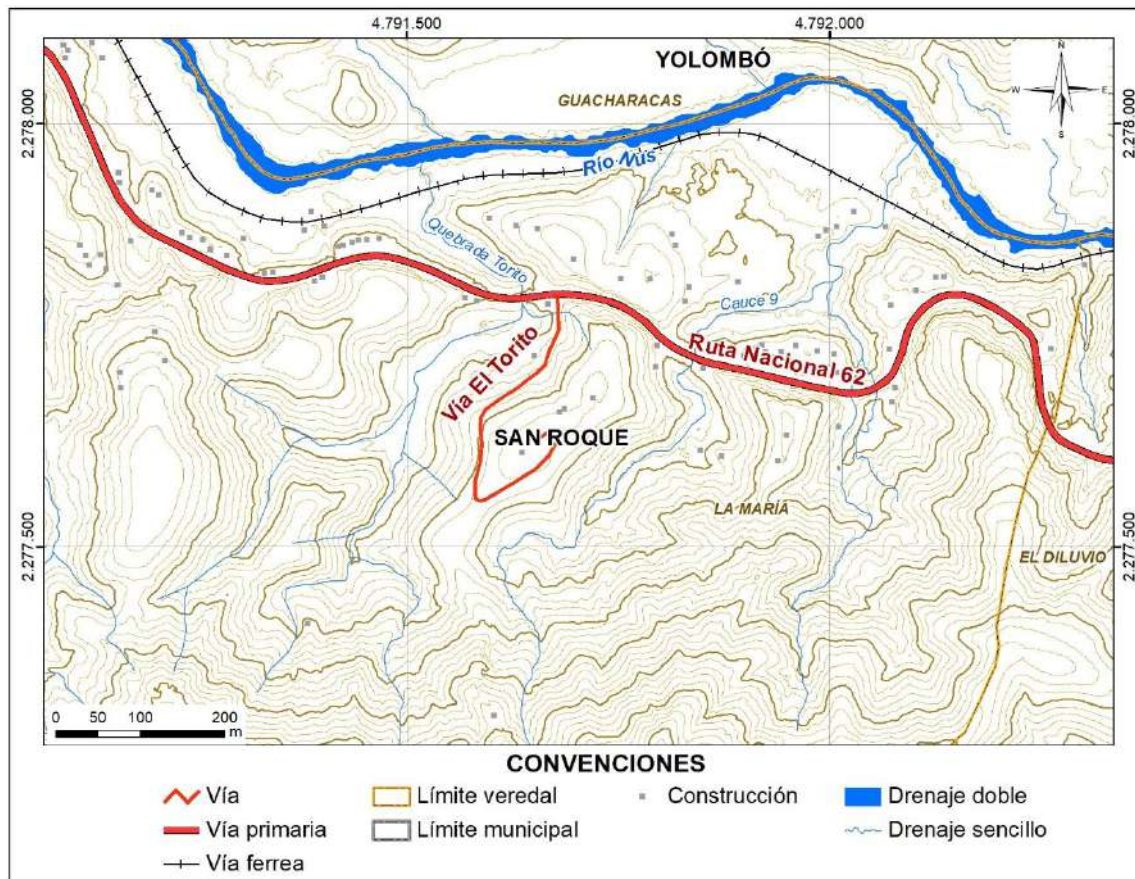 4.791.500
4.792.000
YOLOMBÓ
N
W
E
S
GUACHARACAS
2.278.000
2.278.000
Río Nus
Quebrada Torito
Cauce 9
Vía El Torito
Ruta Nacional 62
SAN ROQUE
LA MARÍA
2.277.500
2.277.500
EL DILUVIO
0 50 100 200
m
CONVENCIONES
Vía
Límite veredal
Construcción
Drenaje doble
Vía primaria
Límite municipal
Drenaje sencillo
Vía ferrea